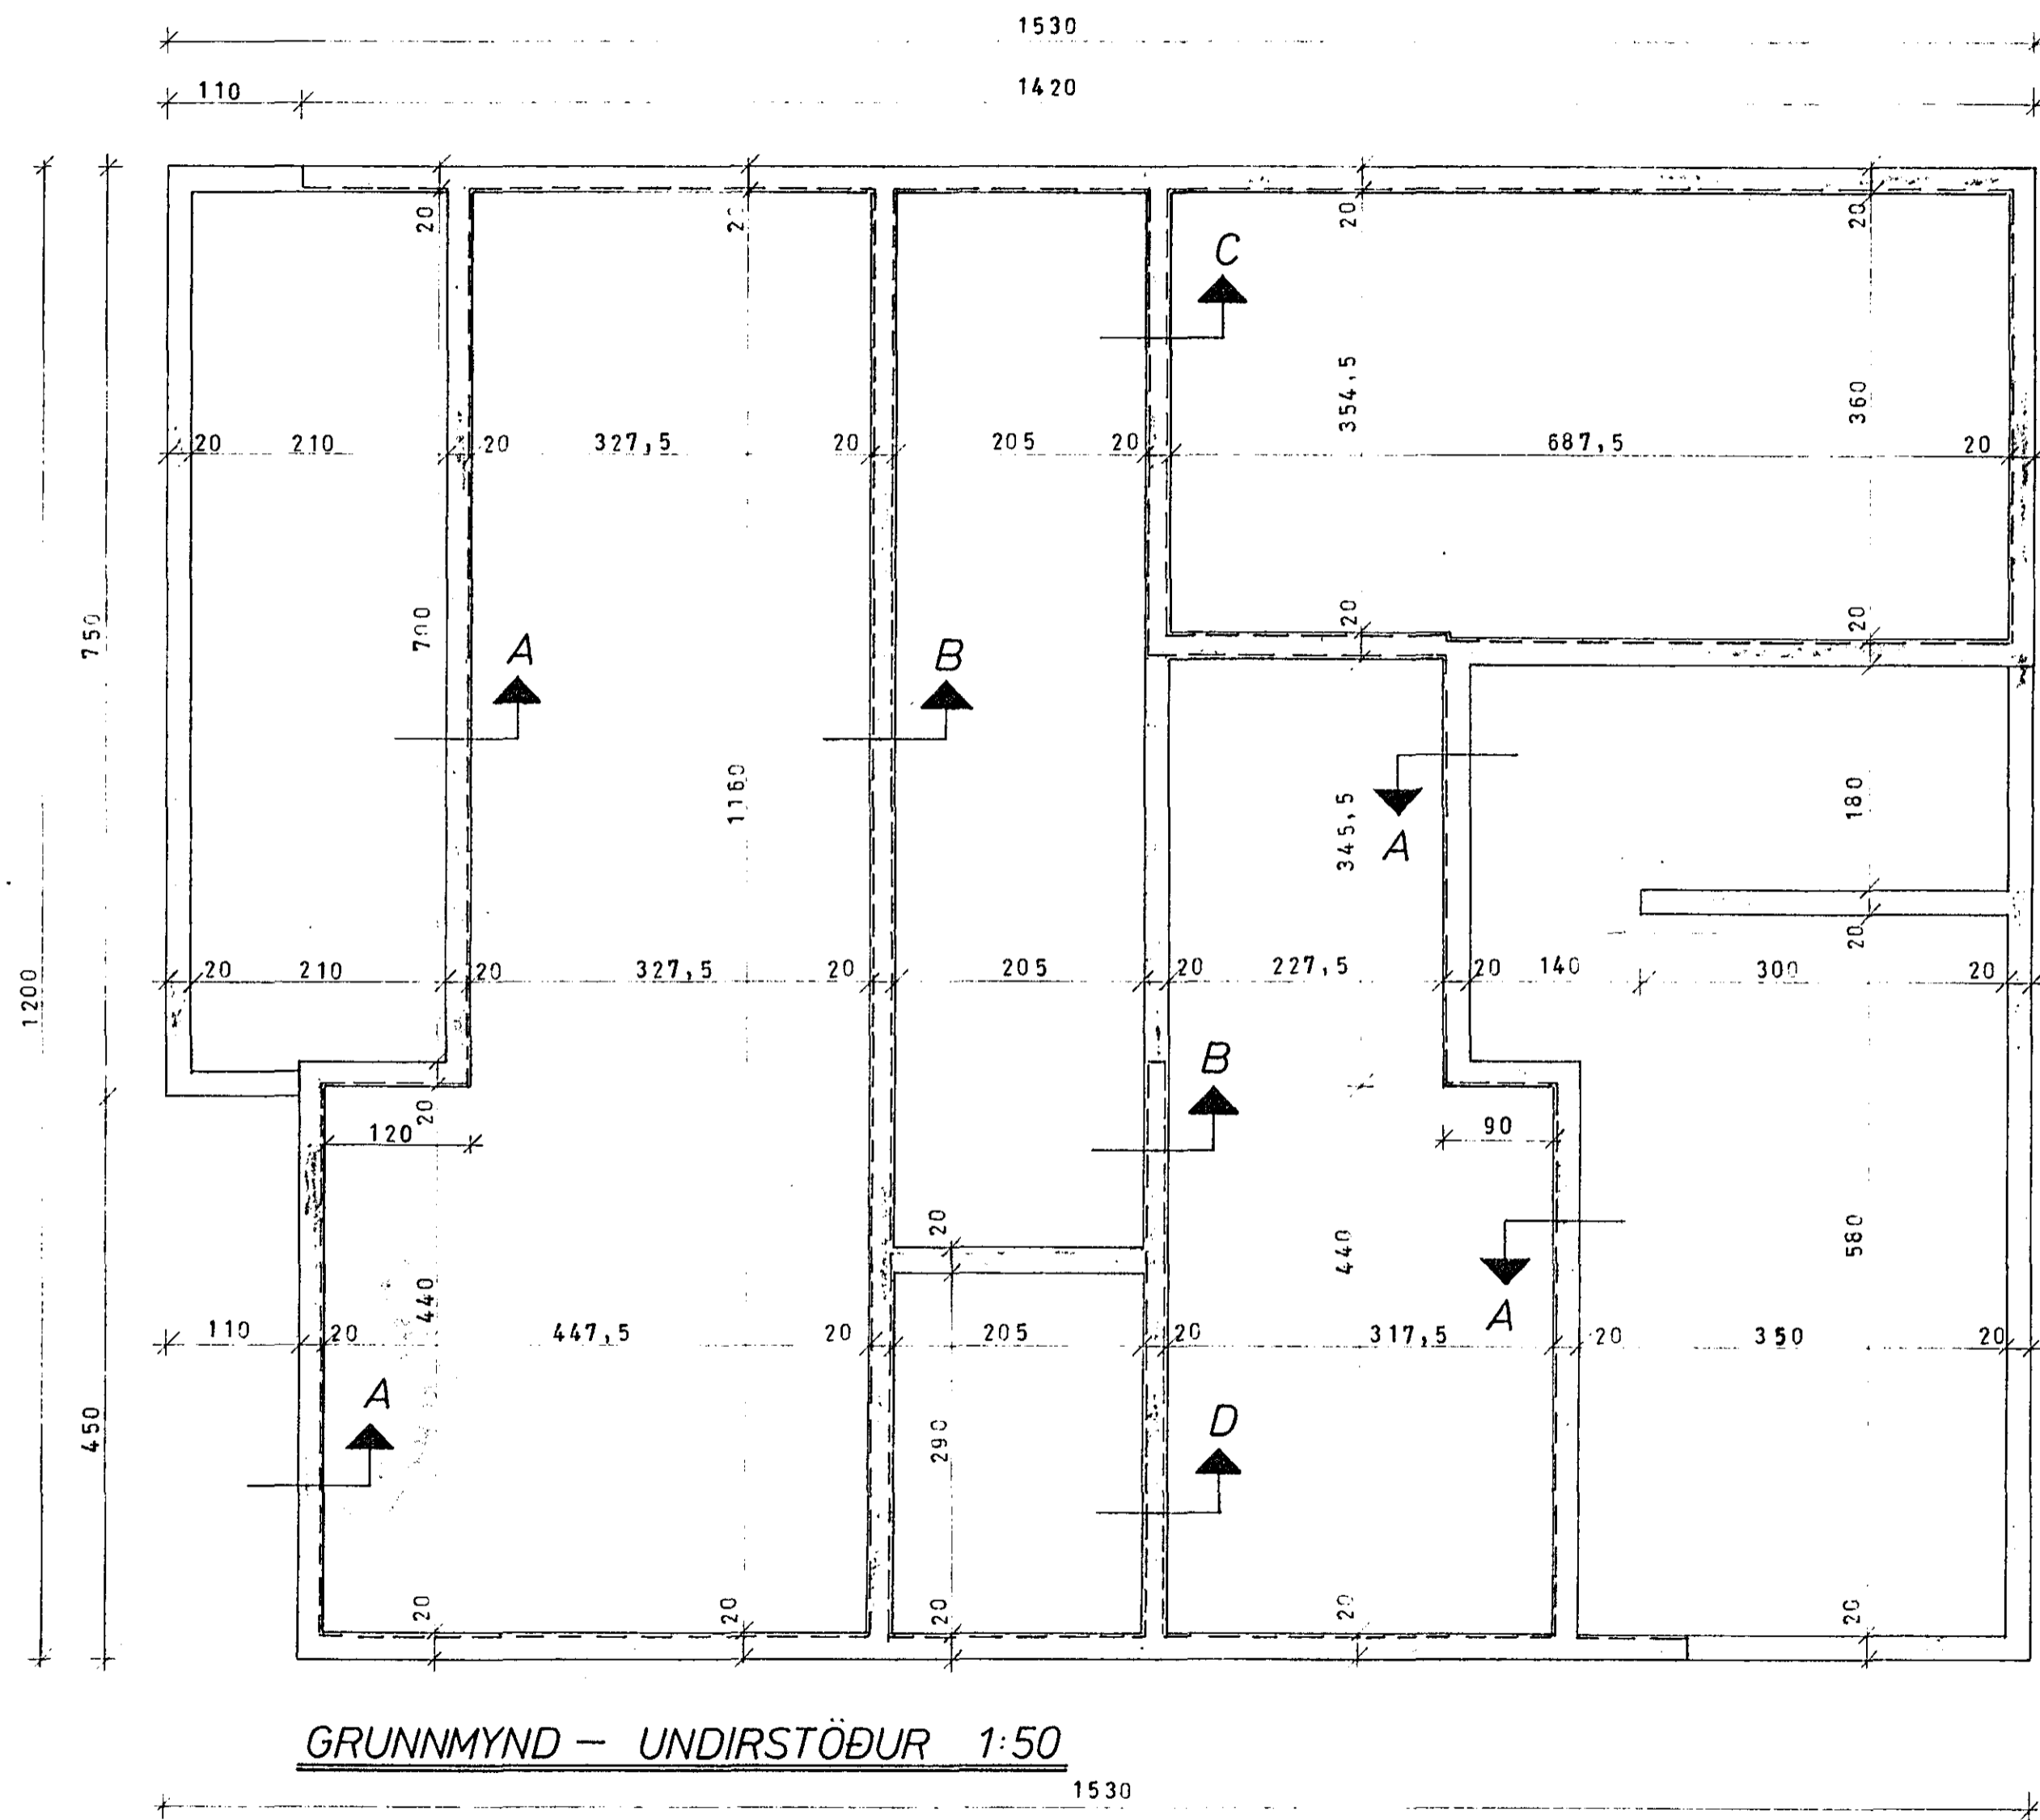 1530
110 1420
20 20 20 20
C
354,5 360
20 210 20 327,5 20 205 20 687,5 20
750 700 20 20
A B
1160 345,5 180
A
20
1200
20 210 20 327,5 20 205 20 227,5 20 140 300 20
B
20
120 90
20 440 580
440
A
110 20 447,5 20 205 20 317,5 20 350 20
A D
450 290
20 20 20 20 20
GRUNNMYND — UNDIRSTÖÐUR 1:50
1530